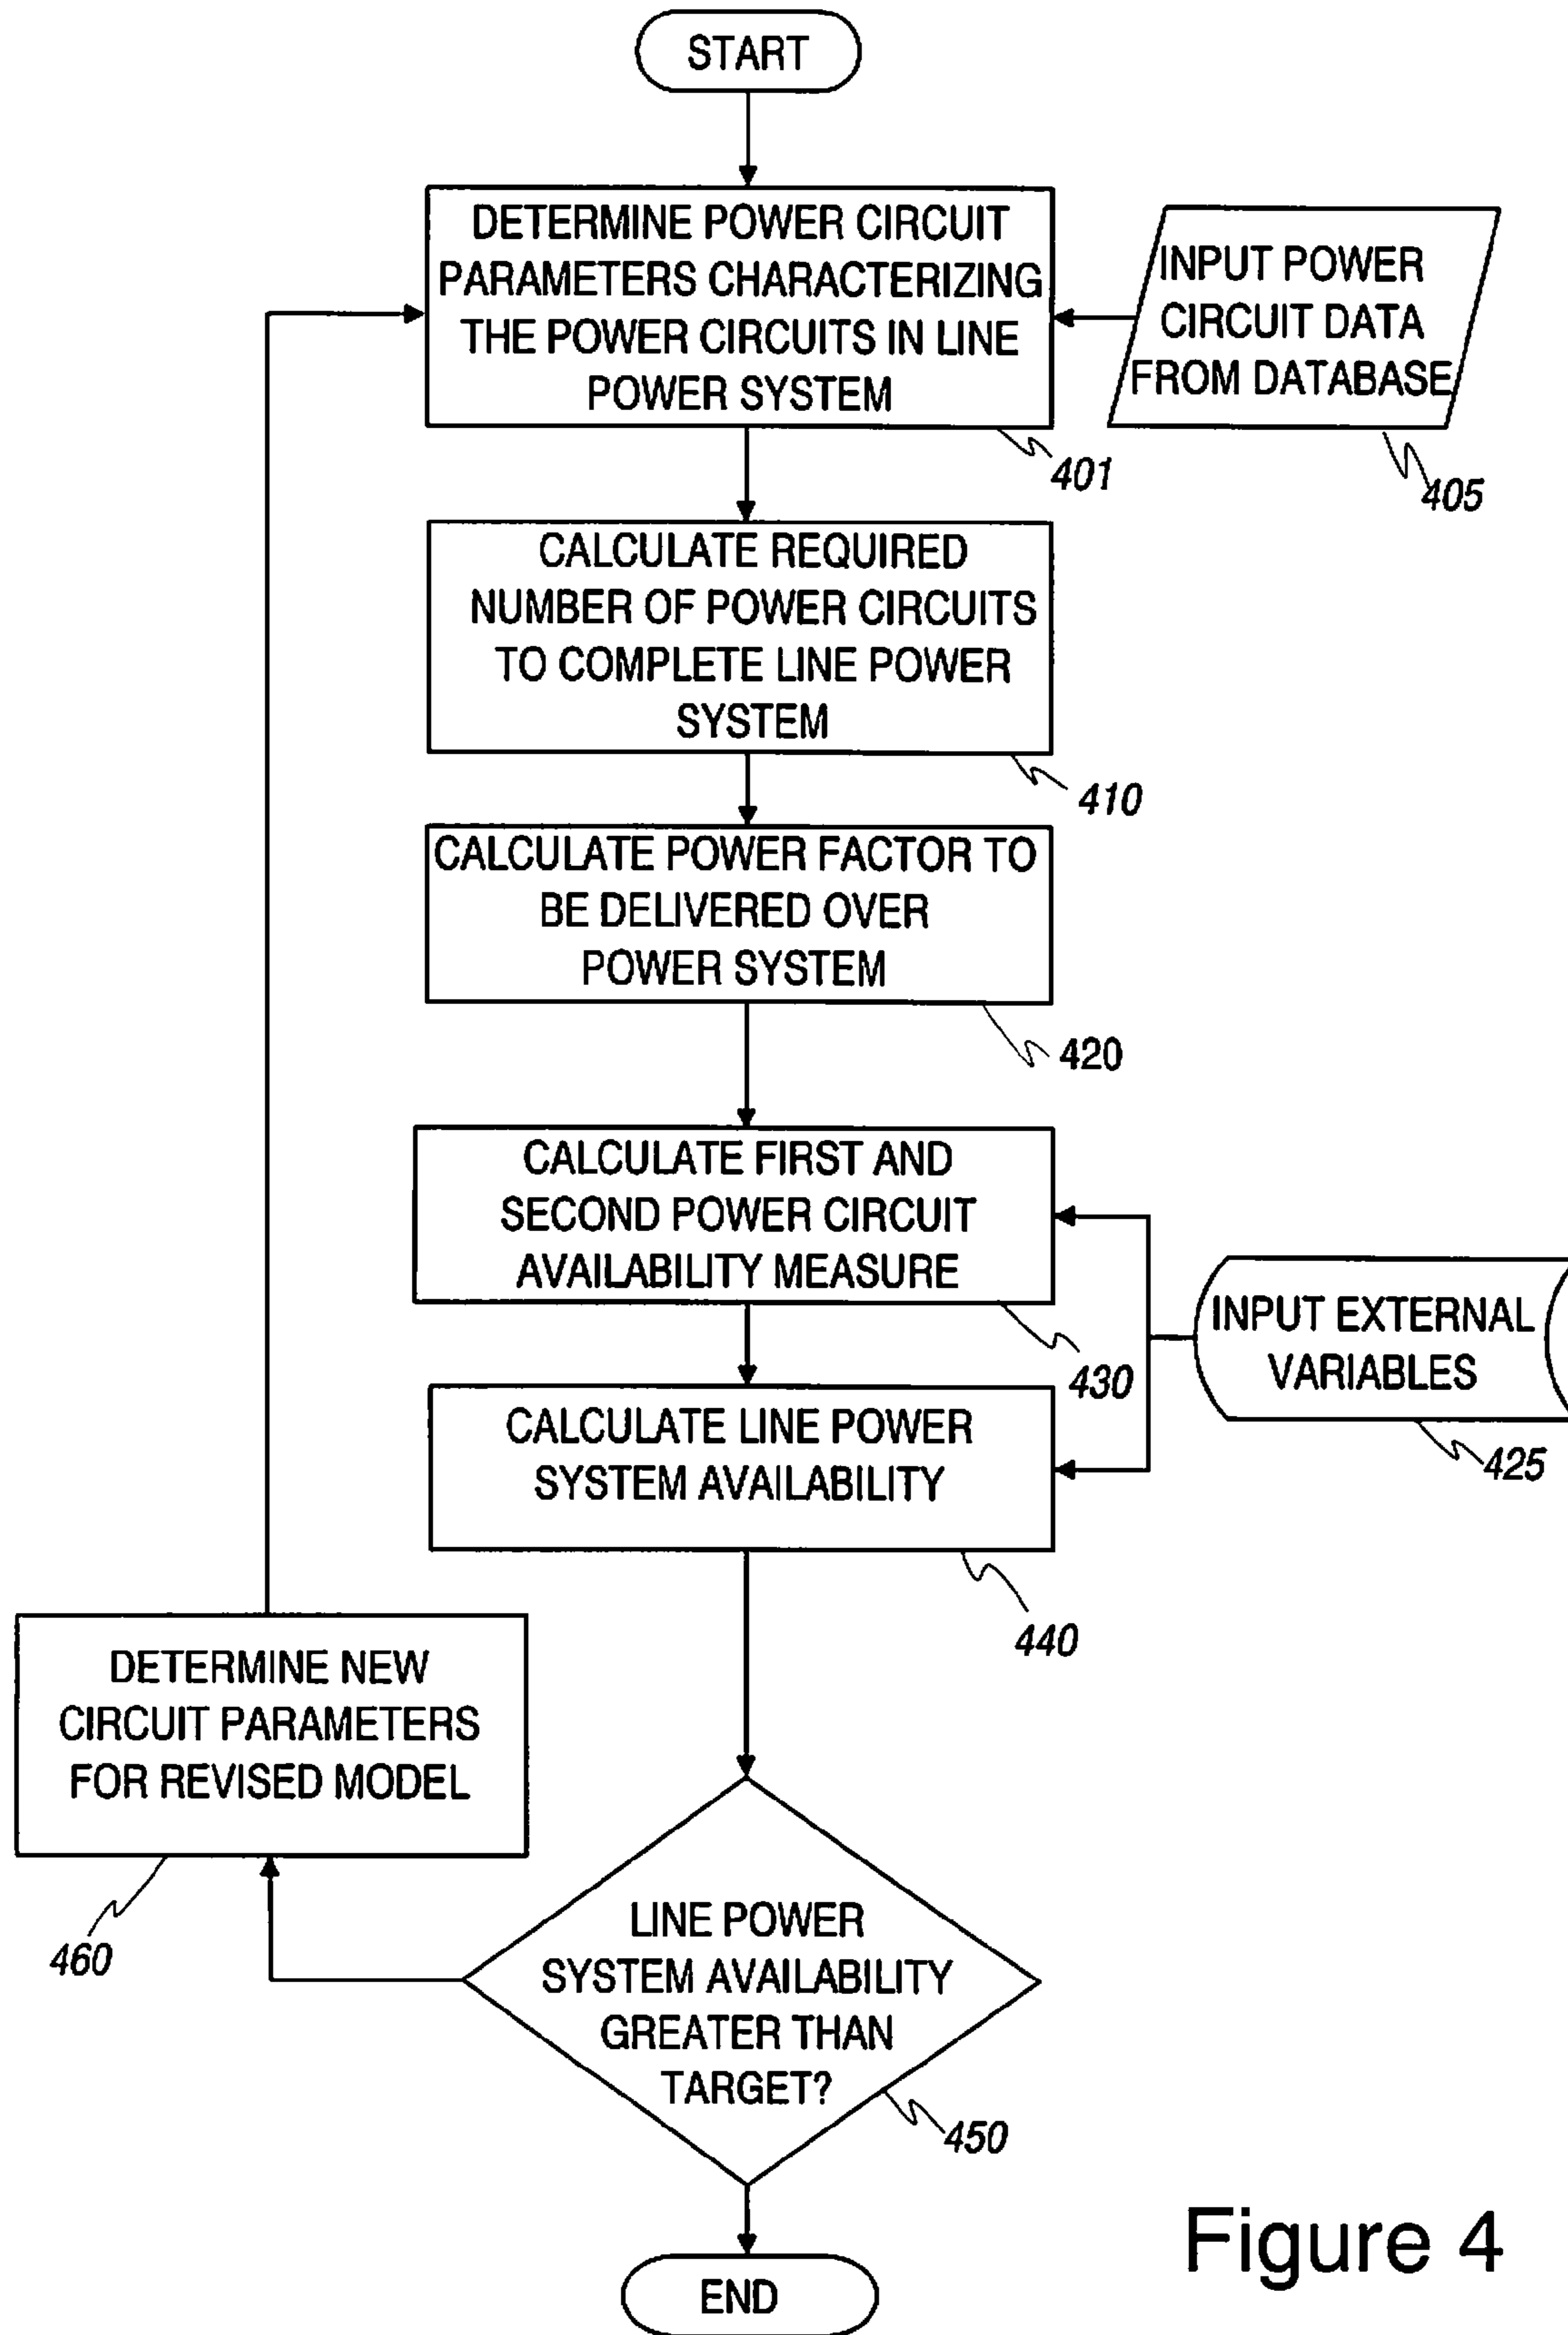 START
DETERMINE POWER CIRCUIT
PARAMETERS CHARACTERIZING
THE POWER CIRCUITS IN LINE
POWER SYSTEM
401
INPUT POWER
CIRCUIT DATA
FROM DATABASE
405
CALCULATE REQUIRED
NUMBER OF POWER CIRCUITS
TO COMPLETE LINE POWER
SYSTEM
410
CALCULATE POWER FACTOR TO
BE DELIVERED OVER
POWER SYSTEM
420
CALCULATE FIRST AND
SECOND POWER CIRCUIT
AVAILABILITY MEASURE
430
INPUT EXTERNAL
VARIABLES
425
CALCULATE LINE POWER
SYSTEM AVAILABILITY
440
DETERMINE NEW
CIRCUIT PARAMETERS
FOR REVISED MODEL
460
LINE POWER
SYSTEM AVAILABILITY
GREATER THAN
TARGET?
450
END
Figure 4